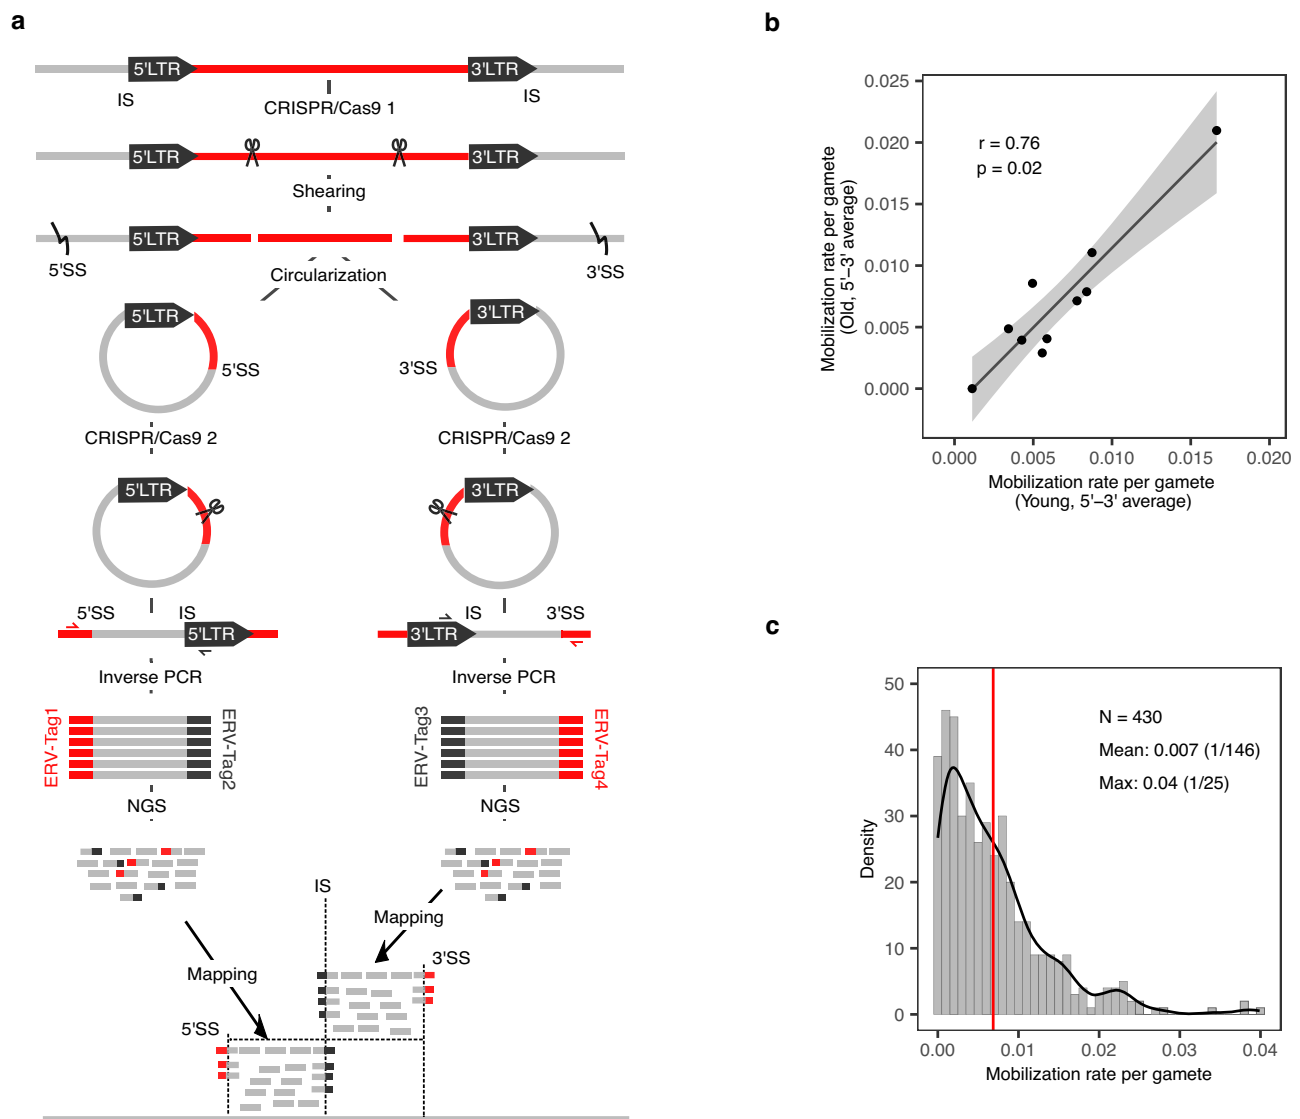 a
5'LTR
3'LTR
IS
IS
CRISPR/Cas9 1
5'LTR
3'LTR
Shearing
5'LTR
3'LTR
5'SS
3'SS
Circularization
5'LTR
3'LTR
5'SS
3'SS
CRISPR/Cas9 2
CRISPR/Cas9 2
5'LTR
3'LTR
5'SS
IS
IS
3'SS
5'LTR
3'LTR
Inverse PCR
Inverse PCR
ERV-Tag1
ERV-Tag2
ERV-Tag3
ERV-Tag4
NGS
NGS
IS
Mapping
Mapping
3'SS
5'SS
b
0.025
0.020
0.015
0.010
0.005
0.000
r = 0.76
p = 0.02
Mobilization rate per gamete
(Old, 5'–3' average)
0.000
0.005
0.010
0.015
0.020
Mobilization rate per gamete
(Young, 5'–3' average)
c
50
40
30
20
10
0
Density
N = 430
Mean: 0.007 (1/146)
Max: 0.04 (1/25)
0.00
0.01
0.02
0.03
0.04
Mobilization rate per gamete